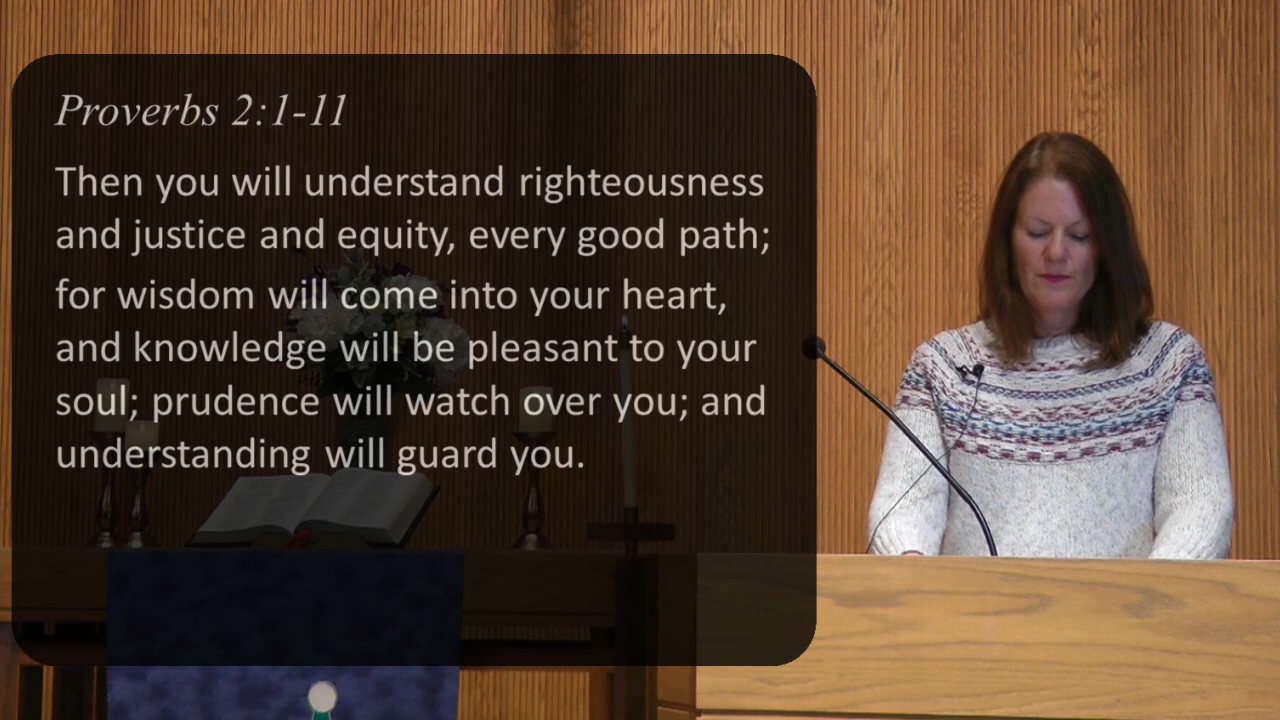 Proverbs 2:1-11
Then you will understand righteousness
and justice and equity, every good path;
for wisdom will come into your heart,
and knowledge will be pleasant to your
soul; prudence will watch over you; and
understanding will guard you.